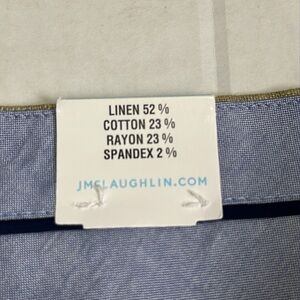 LINEN 52 %
COTTON 23 %
RAYON 23 %
SPANDEX 2 %
JMCLAUGHLIN.COM